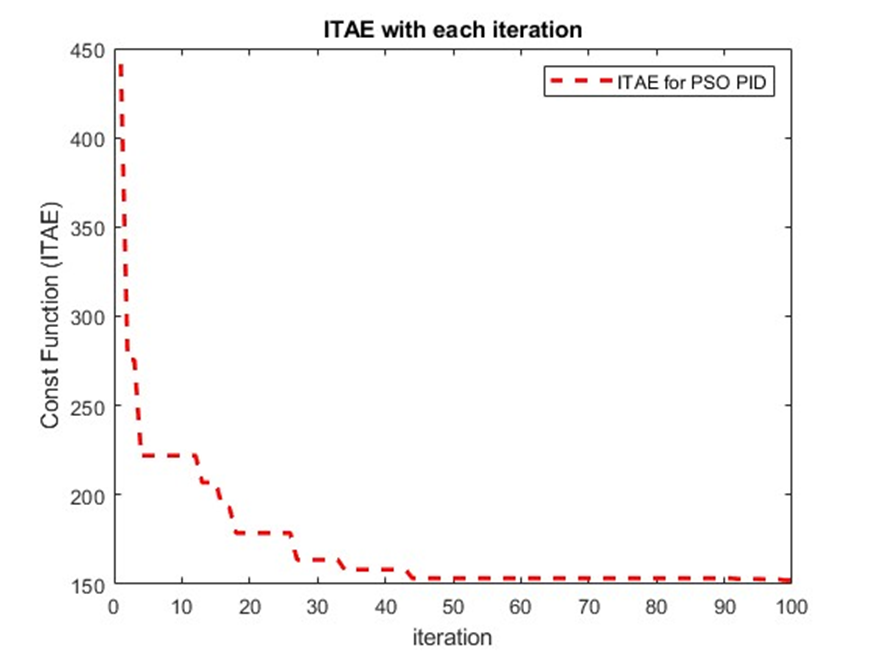 ITAE with each iteration
450
400
350
300
250
200
150
Const Function (ITAE)
ITAE for PSO PID
0 10 20 30 40 50 60 70 80 90 100
iteration